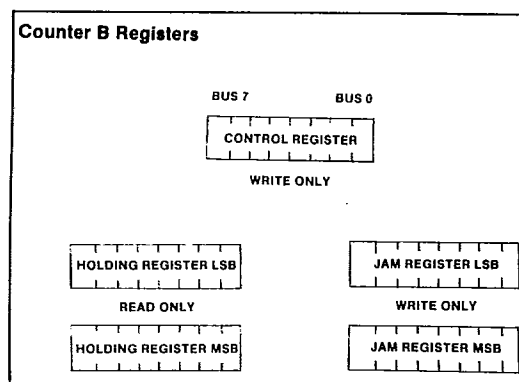 Counter B Registers
BUS 7 BUS 0
CONTROL REGISTER
WRITE ONLY
HOLDING REGISTER LSB JAM REGISTER LSB
READ ONLY WRITE ONLY
HOLDING REGISTER MSB JAM REGISTER MSB